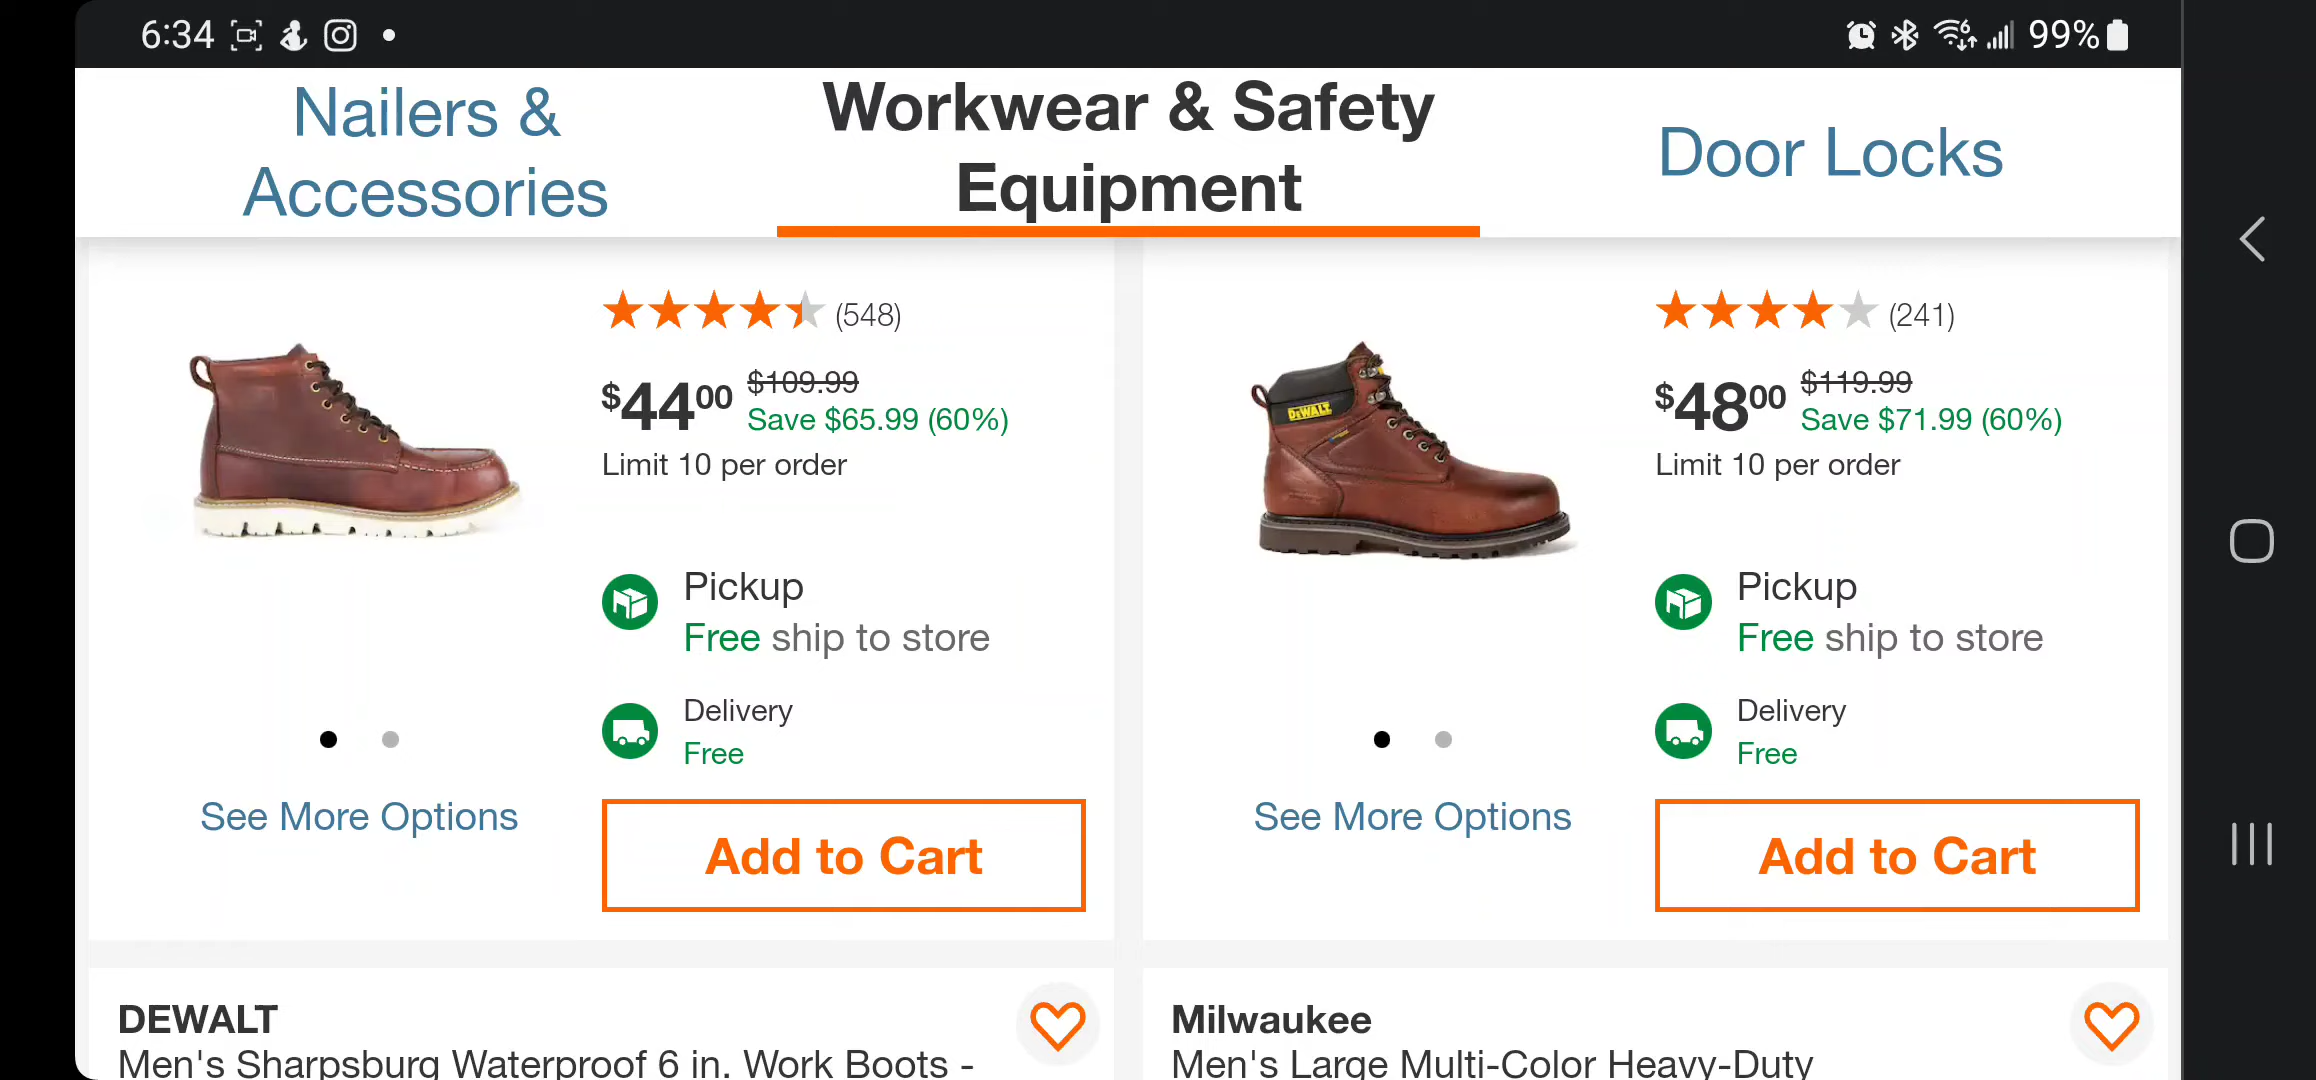 6:34
6
99%
Nailers &
Accessories
Workwear & Safety
Equipment
Door Locks
(548)
$44⁰⁰ $109.99
Save $65.99 (60%)
Limit 10 per order
Pickup
Free ship to store
Delivery
Free
See More Options
Add to Cart
DEWALT
(241)
$48⁰⁰ $119.99
Save $71.99 (60%)
Limit 10 per order
Pickup
Free ship to store
Delivery
Free
See More Options
Add to Cart
DEWALT
Men's Sharpsburg Waterproof 6 in. Work Boots -
Milwaukee
Men's Large Multi-Color Heavy-Duty